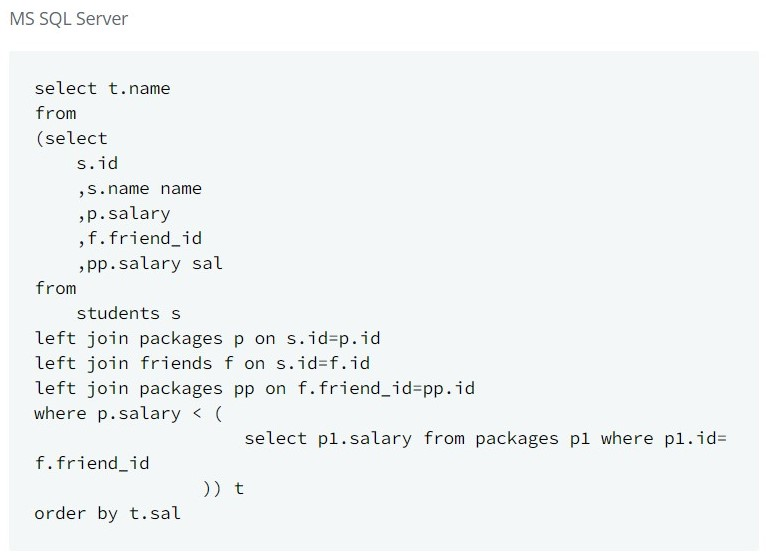 MS SQL Server
select t.name
from
(select
    s.id
    ,s.name name
    ,p.salary
    ,f.friend_id
    ,pp.salary sal
from
    students s
left join packages p on s.id=p.id
left join friends f on s.id=f.id
left join packages pp on f.friend_id=pp.id
where p.salary < (
                    select p1.salary from packages p1 where p1.id=
f.friend_id
                )) t
order by t.sal